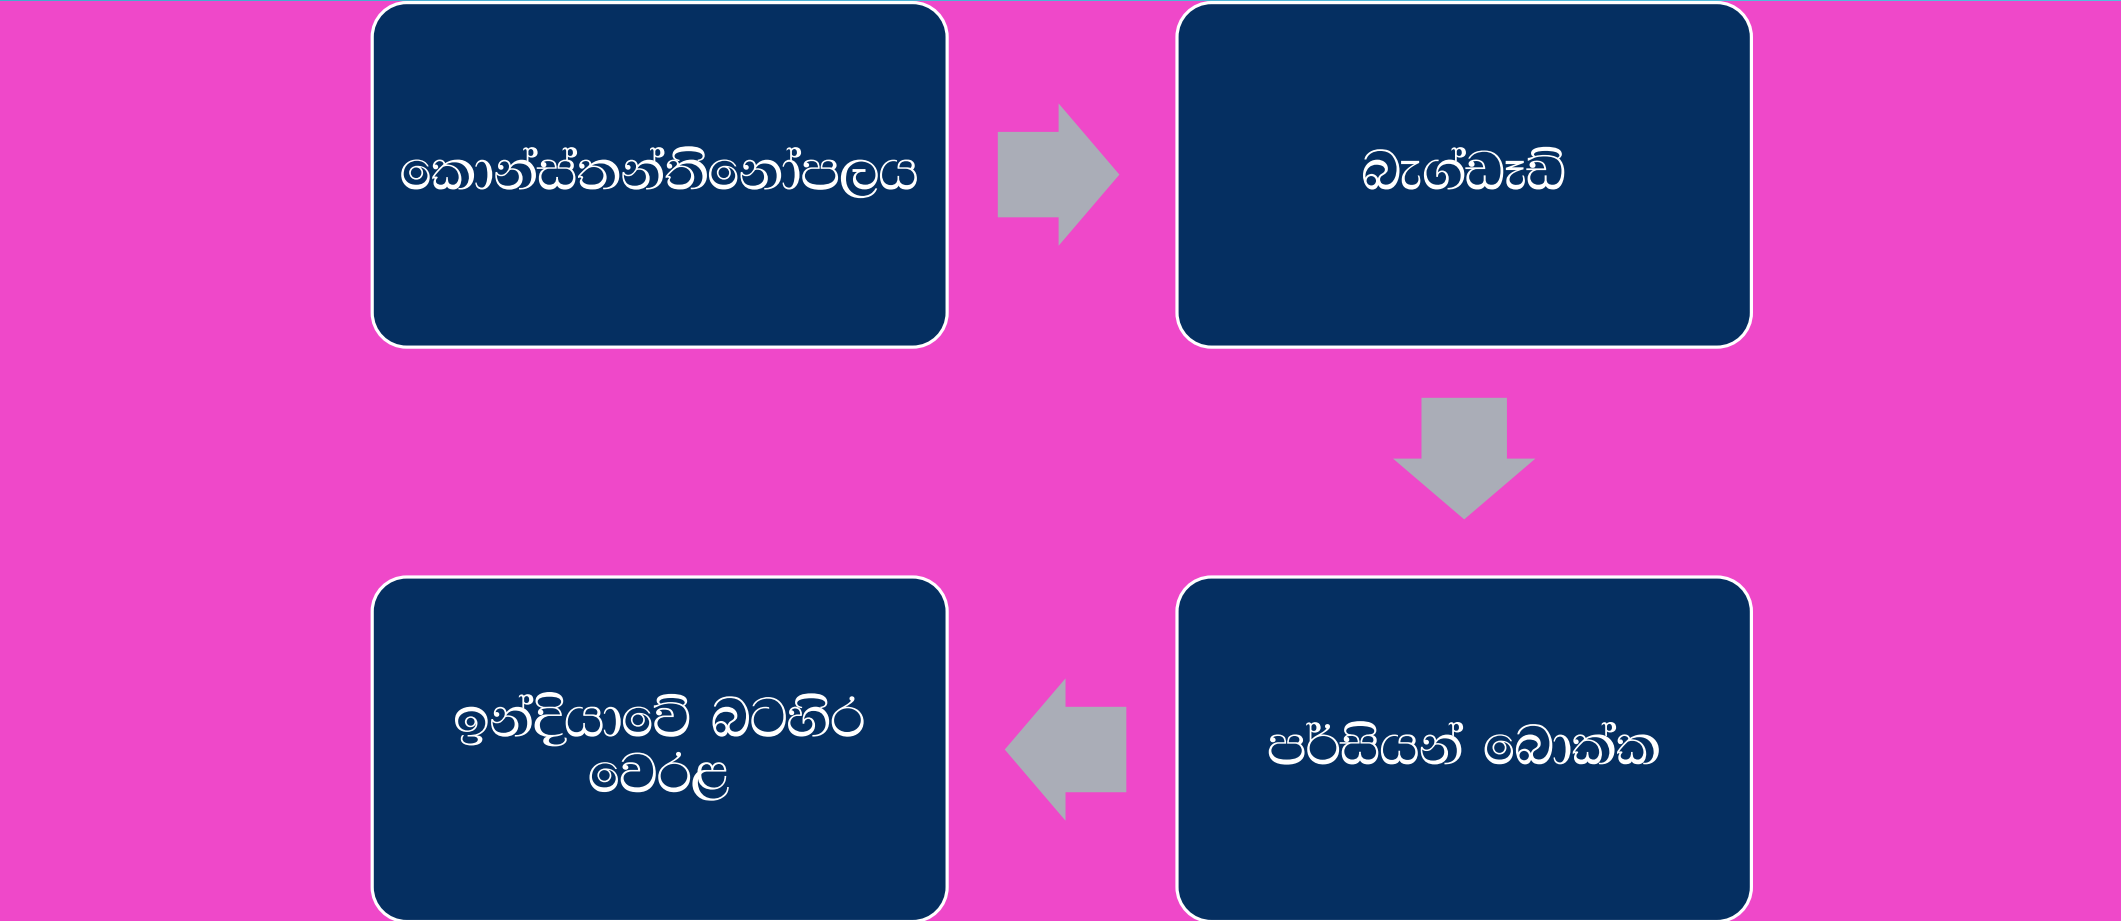 කොන්ස්තන්තිනෝපලය
බැග්ඩෑඩ්
පර්සියන් බොක්ක
ඉන්දියාවේ බටහිර
වෙරළ